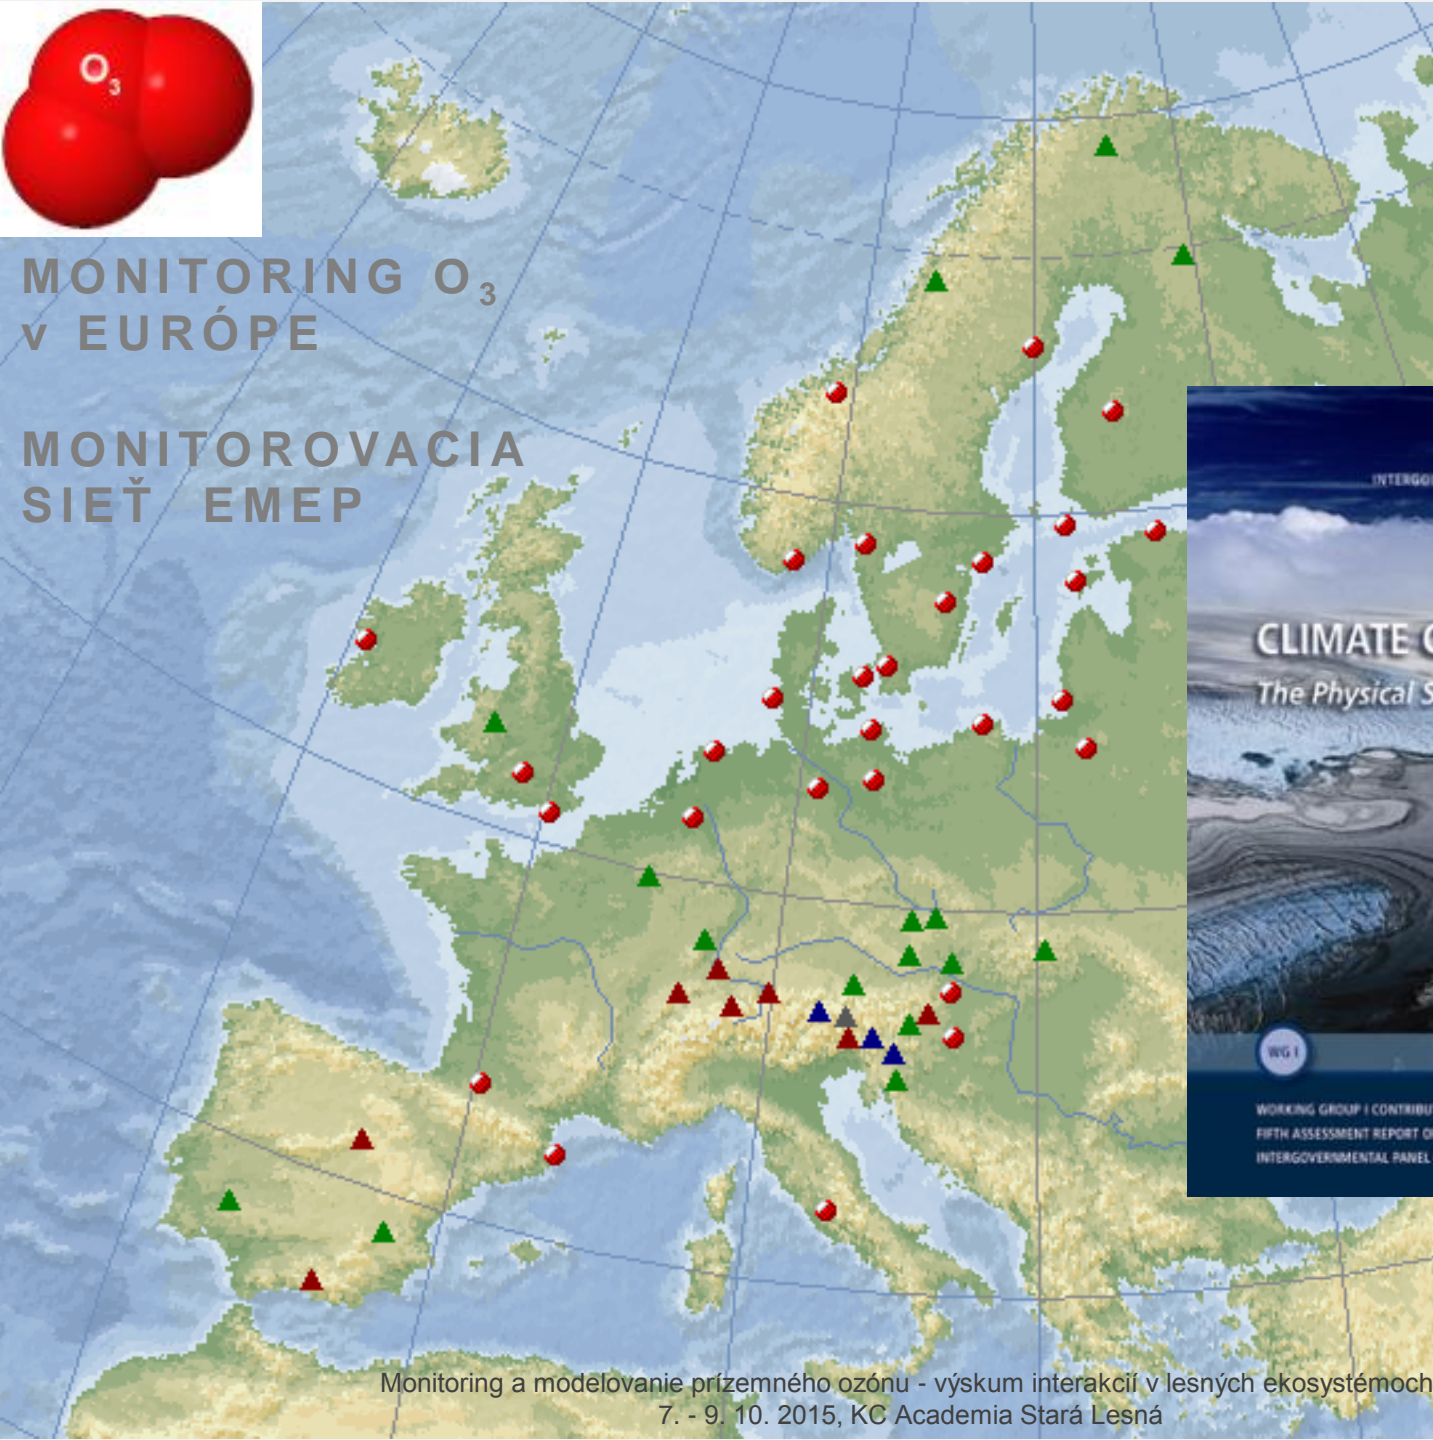 O3
MONITORING O3
v EURÓPE
MONITOROVACIA
SIEŤ EMEP
CLIMATE
The Physical
WG I
WORKING GROUP I
FIFTH ASSESSMENT REPORT
INTERGOVERNMENTAL PANEL
Monitoring a modelovanie prízemného ozónu - výskum interakcií v lesných ekosystémoch
7. - 9. 10. 2015, KC Academia Stará Lesná